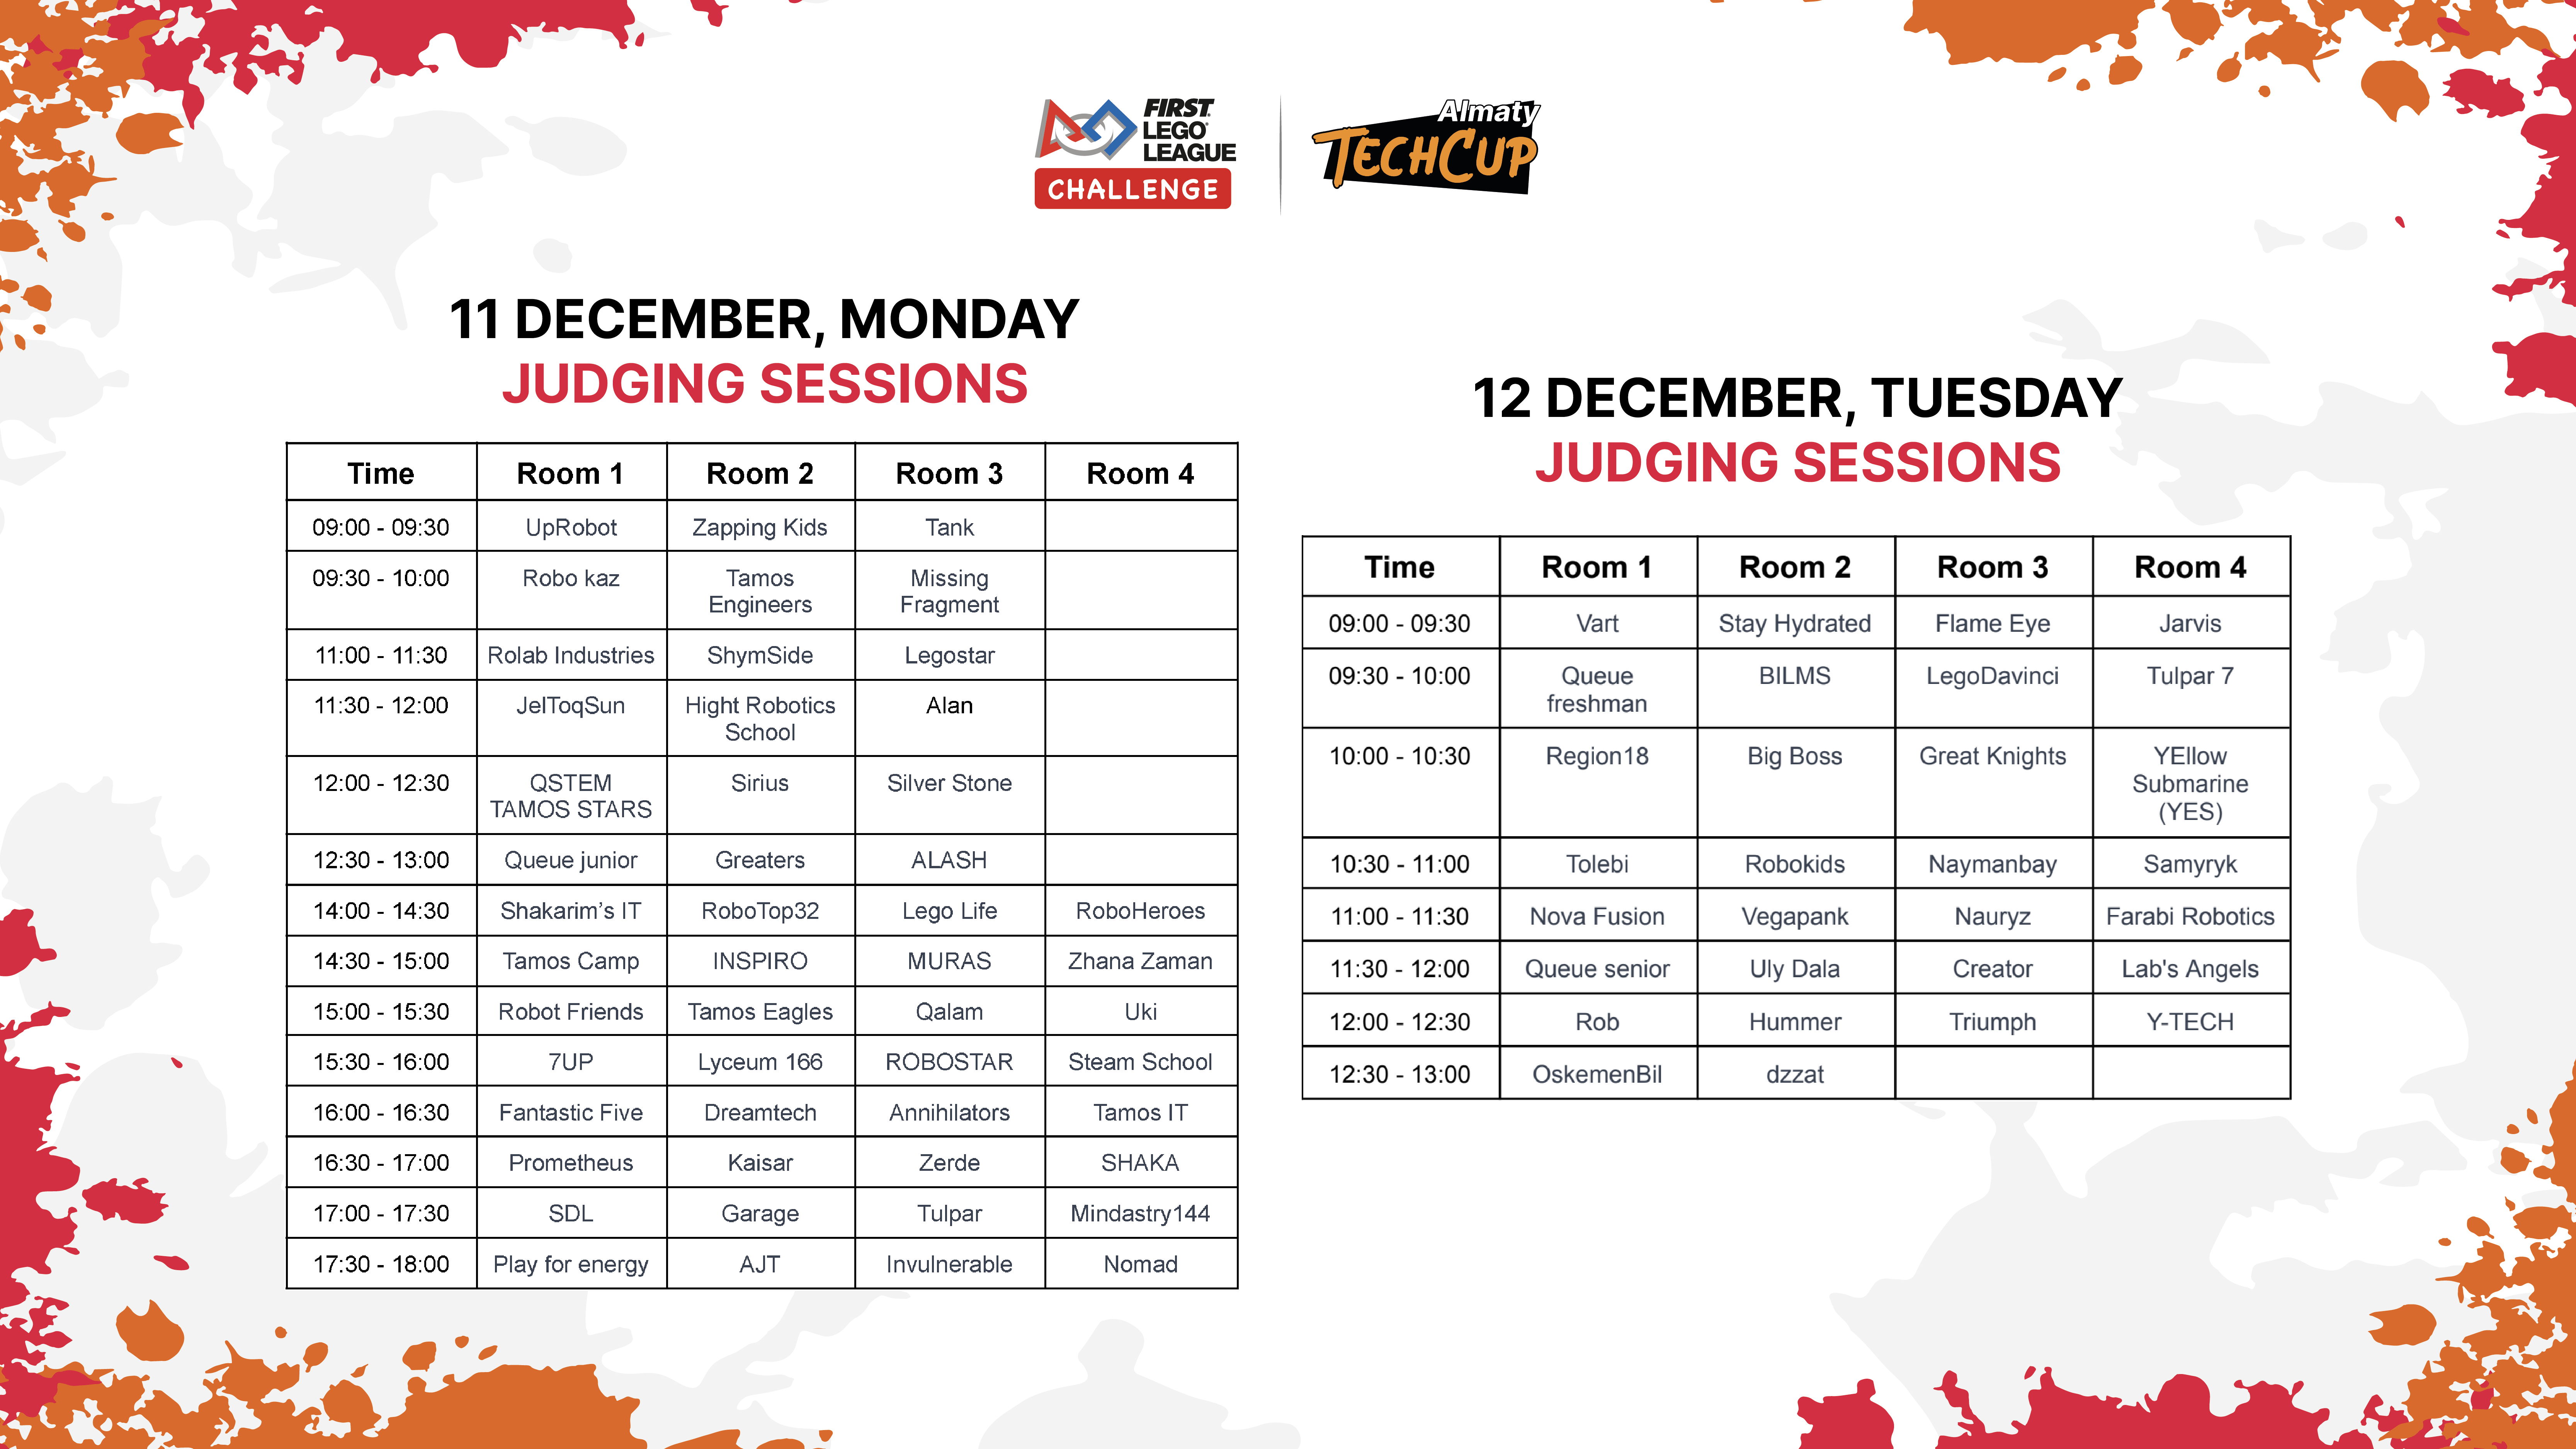 FIRST
LEGO
LEAGUE
CHALLENGE
Almaty
TECHCUP
11 DECEMBER, MONDAY
JUDGING SESSIONS
Time Room 1 Room 2 Room 3 Room 4
09:00 - 09:30 UpRobot Zapping Kids Tank
09:30 - 10:00 Robo kaz Tamos Missing
Engineers Fragment
11:00 - 11:30 Rolab Industries ShymSide Legostar
11:30 - 12:00 JelToqSun Hight Robotics Alan
School
12:00 - 12:30 QSTEM Sirius Silver Stone
TAMOS STARS
12:30 - 13:00 Queue junior Greaters ALASH
14:00 - 14:30 Shakarim’s IT RoboTop32 Lego Life RoboHeroes
14:30 - 15:00 Tamos Camp INSPIRO MURAS Zhana Zaman
15:00 - 15:30 Robot Friends Tamos Eagles Qalam Uki
15:30 - 16:00 7UP Lyceum 166 ROBOSTAR Steam School
16:00 - 16:30 Fantastic Five Dreamtech Annihilators Tamos IT
16:30 - 17:00 Prometheus Kaisar Zerde SHAKA
17:00 - 17:30 SDL Garage Tulpar Mindastry144
17:30 - 18:00 Play for energy AJT Invulnerable Nomad
12 DECEMBER, TUESDAY
JUDGING SESSIONS
Time Room 1 Room 2 Room 3 Room 4
09:00 - 09:30 Vart Stay Hydrated Flame Eye Jarvis
09:30 - 10:00 Queue BILMS LegoDavinci Tulpar 7
freshman
10:00 - 10:30 Region18 Big Boss Great Knights YEllow
Submarine
(YES)
10:30 - 11:00 Tolebi Robokids Naymanbay Samyryk
11:00 - 11:30 Nova Fusion Vegapank Nauryz Farabi Robotics
11:30 - 12:00 Queue senior Uly Dala Creator Lab's Angels
12:00 - 12:30 Rob Hummer Triumph Y-TECH
12:30 - 13:00 OskemenBil dzzat